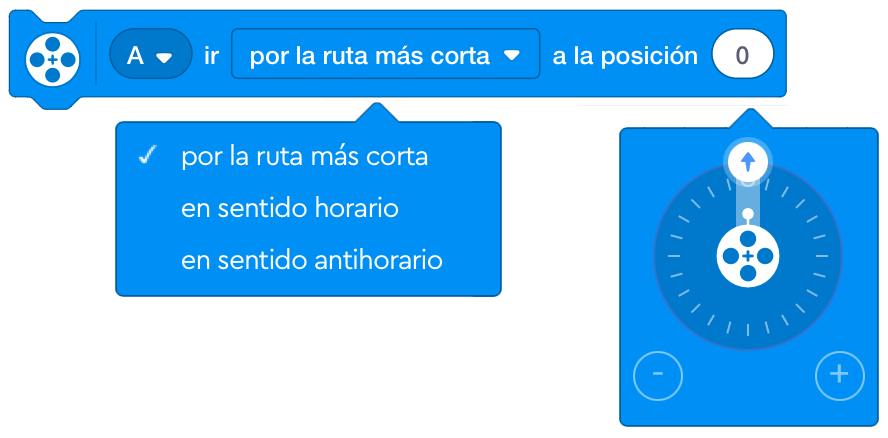 A ir por la ruta más corta a la posición 0
por la ruta más corta
en sentido horario
en sentido antihorario
- +